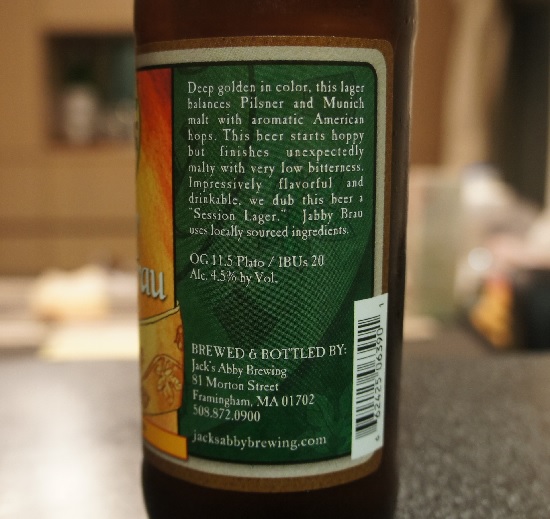 Deep golden in color, this lager
balances Pilsner and Munich
malt with aromatic American
hops. This beer starts hoppy
but finishes unexpectedly
malty with very low bitterness.
Impressively flavorful and
drinkable, we dub this beer a
"Session Lager." Jabby Brau
uses locally sourced ingredients.
OG 11.5 Plato / IBUs 20
Alc. 4.5% by Vol.
BREWED & BOTTLED BY:
Jack's Abby Brewing
81 Morton Street
Framingham, MA 01702
508.872.0900
jacksabbybrewing.com
rau